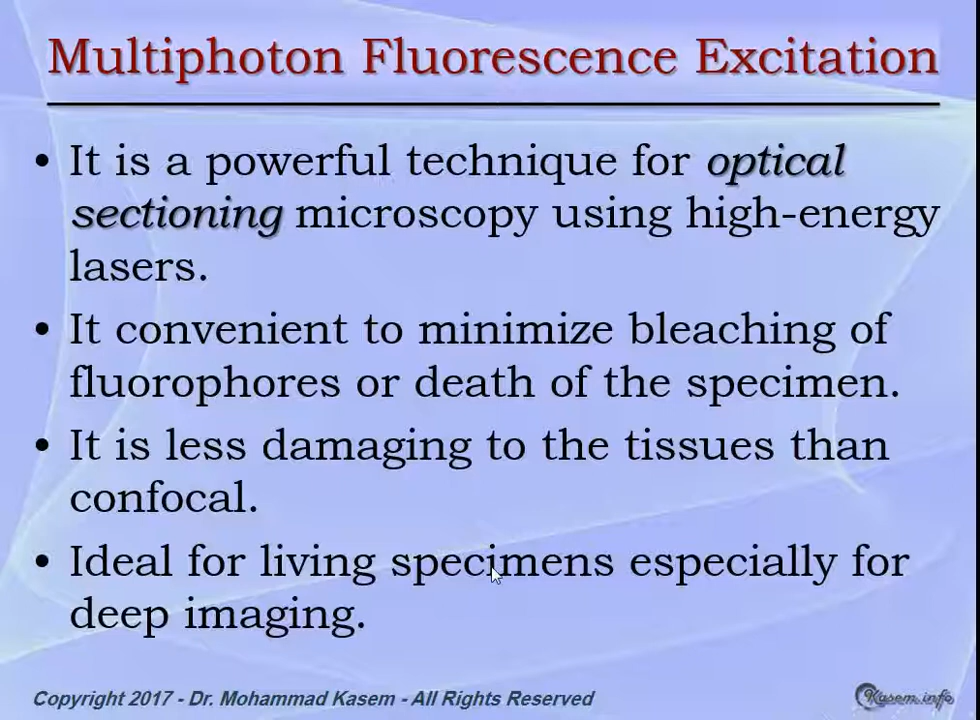 Multiphoton Fluorescence Excitation
• It is a powerful technique for optical
sectioning microscopy using high-energy
lasers.
• It convenient to minimize bleaching of
fluorophores or death of the specimen.
• It is less damaging to the tissues than
confocal.
• Ideal for living specimens especially for
deep imaging.
Copyright 2017 - Dr. Mohammad Kasem - All Rights Reserved
Kasem.info